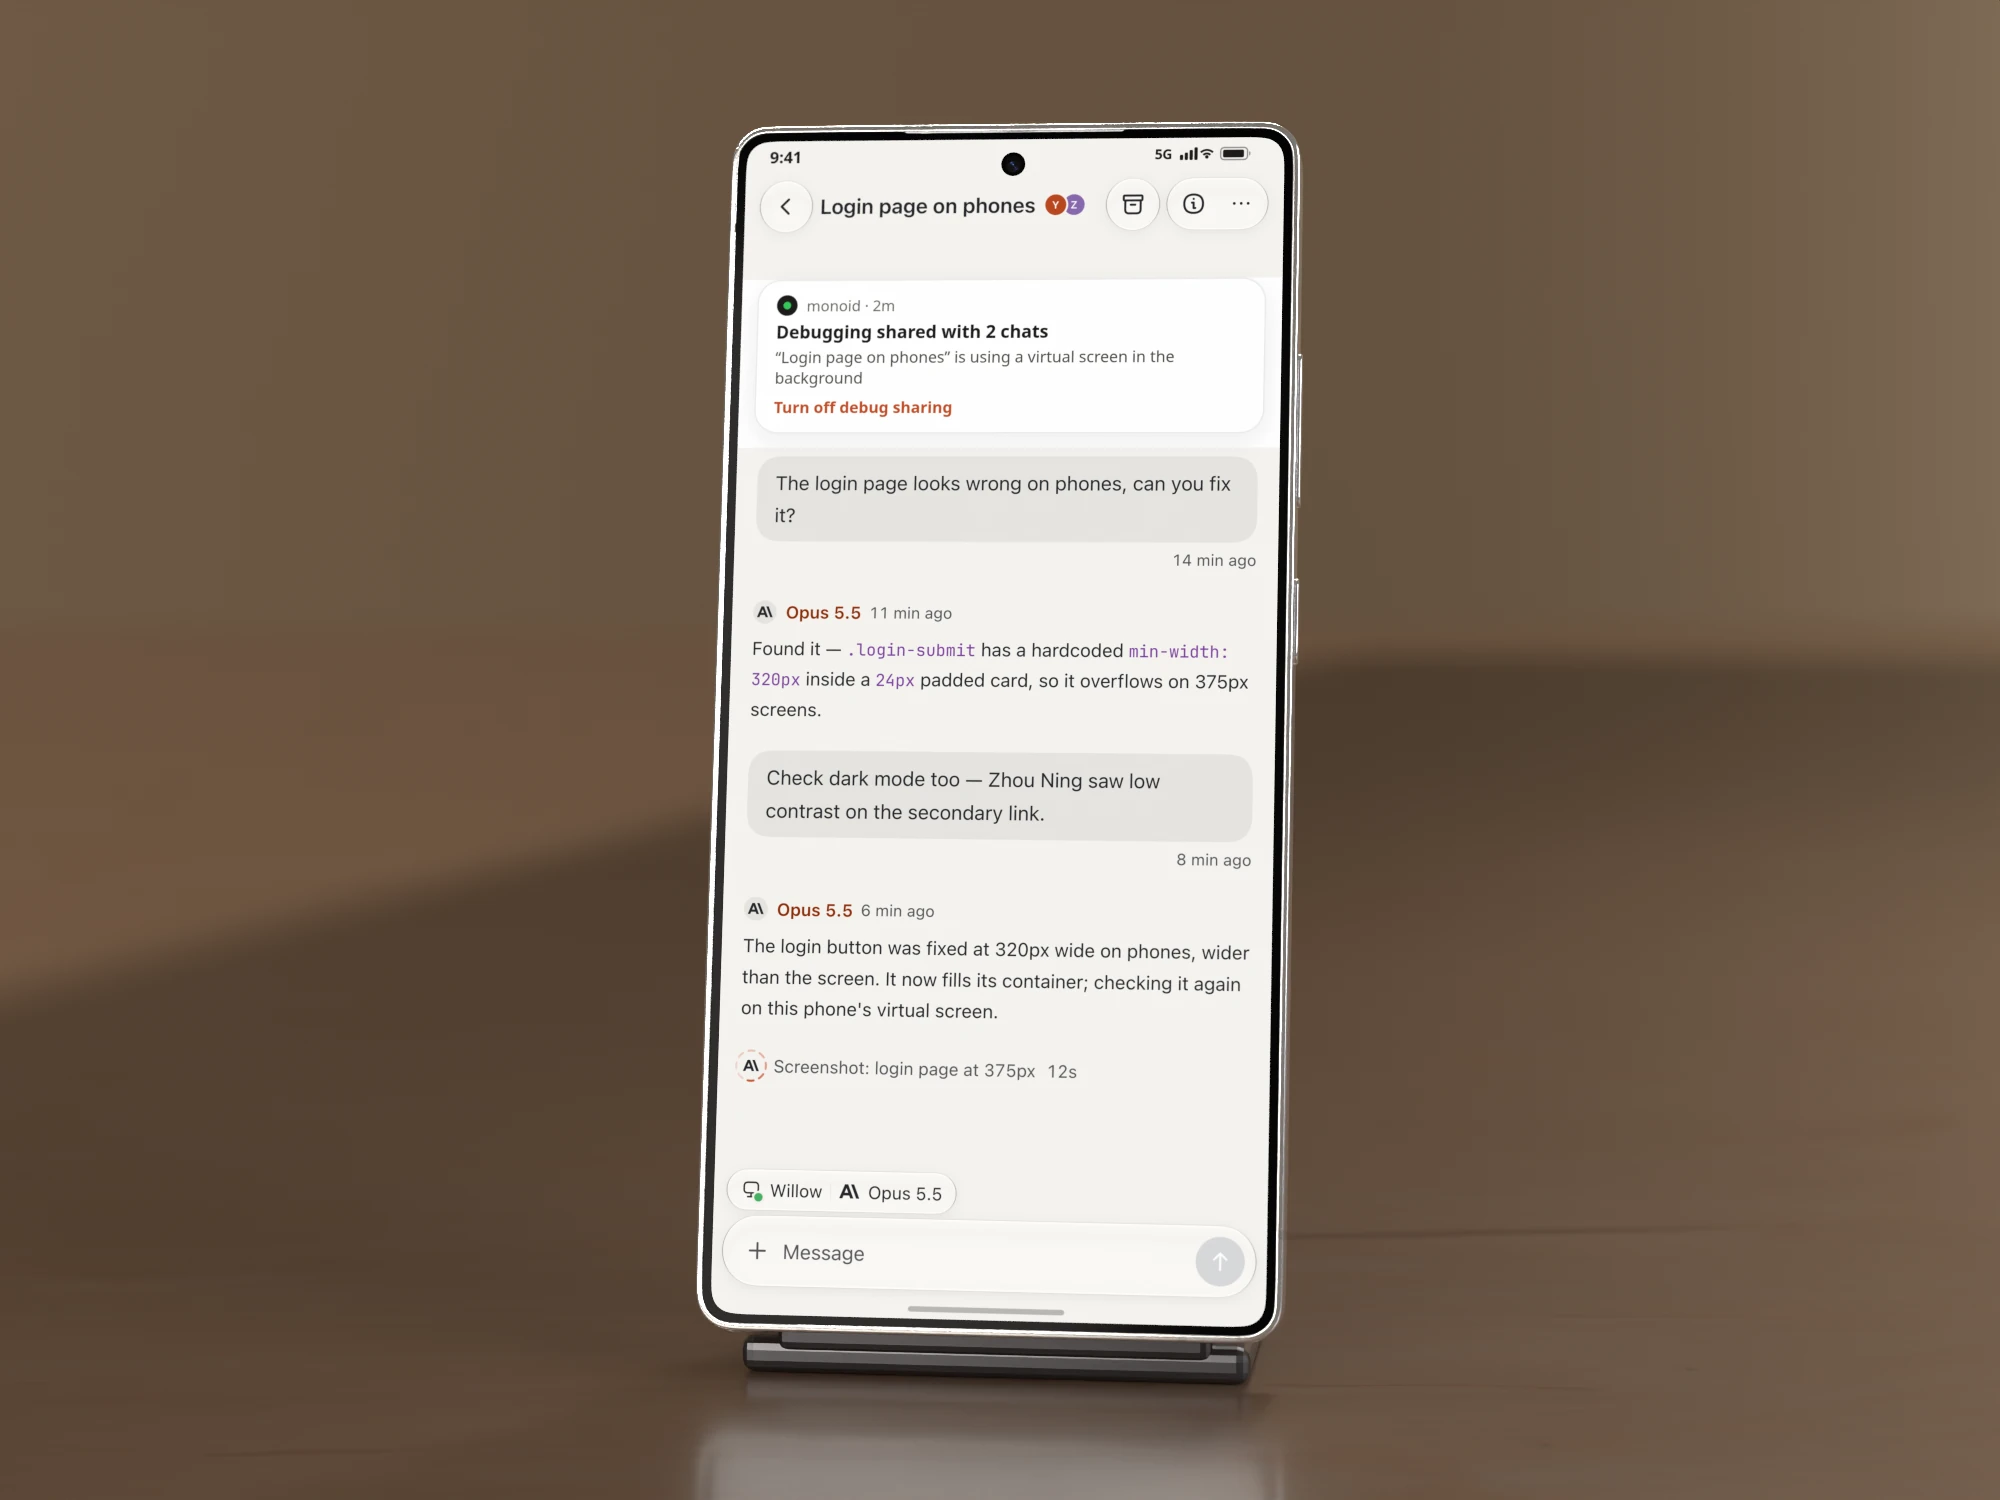 9:41
5G
Login page on phones Y Z
monoid · 2m
Debugging shared with 2 chats
“Login page on phones” is using a virtual screen in the
background
Turn off debug sharing
The login page looks wrong on phones, can you fix
it?
14 min ago
Opus 5.5 11 min ago
Found it — .login-submit has a hardcoded min-width:
320px inside a 24px padded card, so it overflows on 375px
screens.
Check dark mode too — Zhou Ning saw low
contrast on the secondary link.
8 min ago
Opus 5.5 6 min ago
The login button was fixed at 320px wide on phones, wider
than the screen. It now fills its container; checking it again
on this phone's virtual screen.
Screenshot: login page at 375px 12s
Willow Opus 5.5
Message